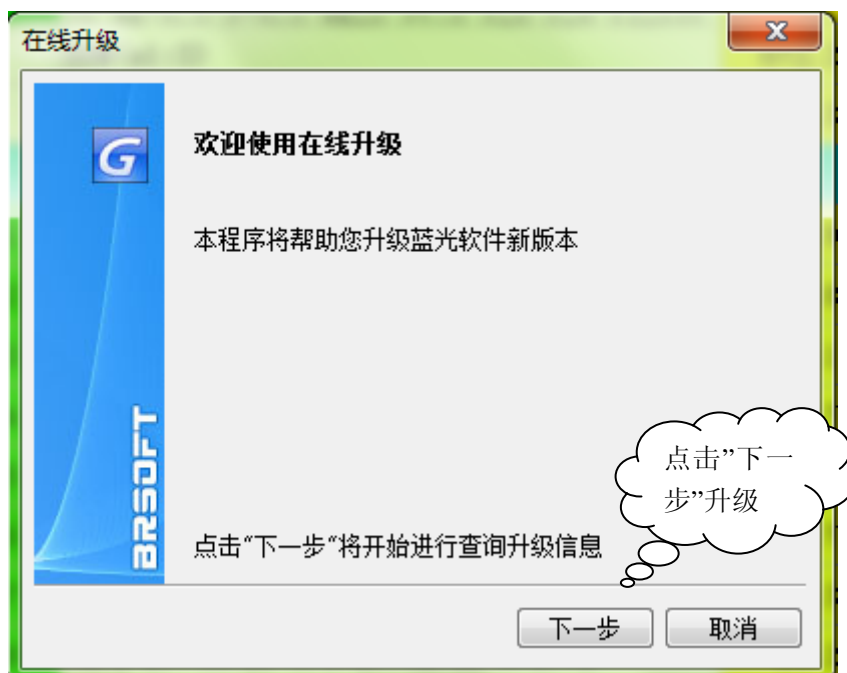 在线升级
G
欢迎使用在线升级
本程序将帮助您升级蓝光软件新版本
点击”下一
步”升级
BRSOFT
点击“下一步“将开始进行查询升级信息
下一步
取消